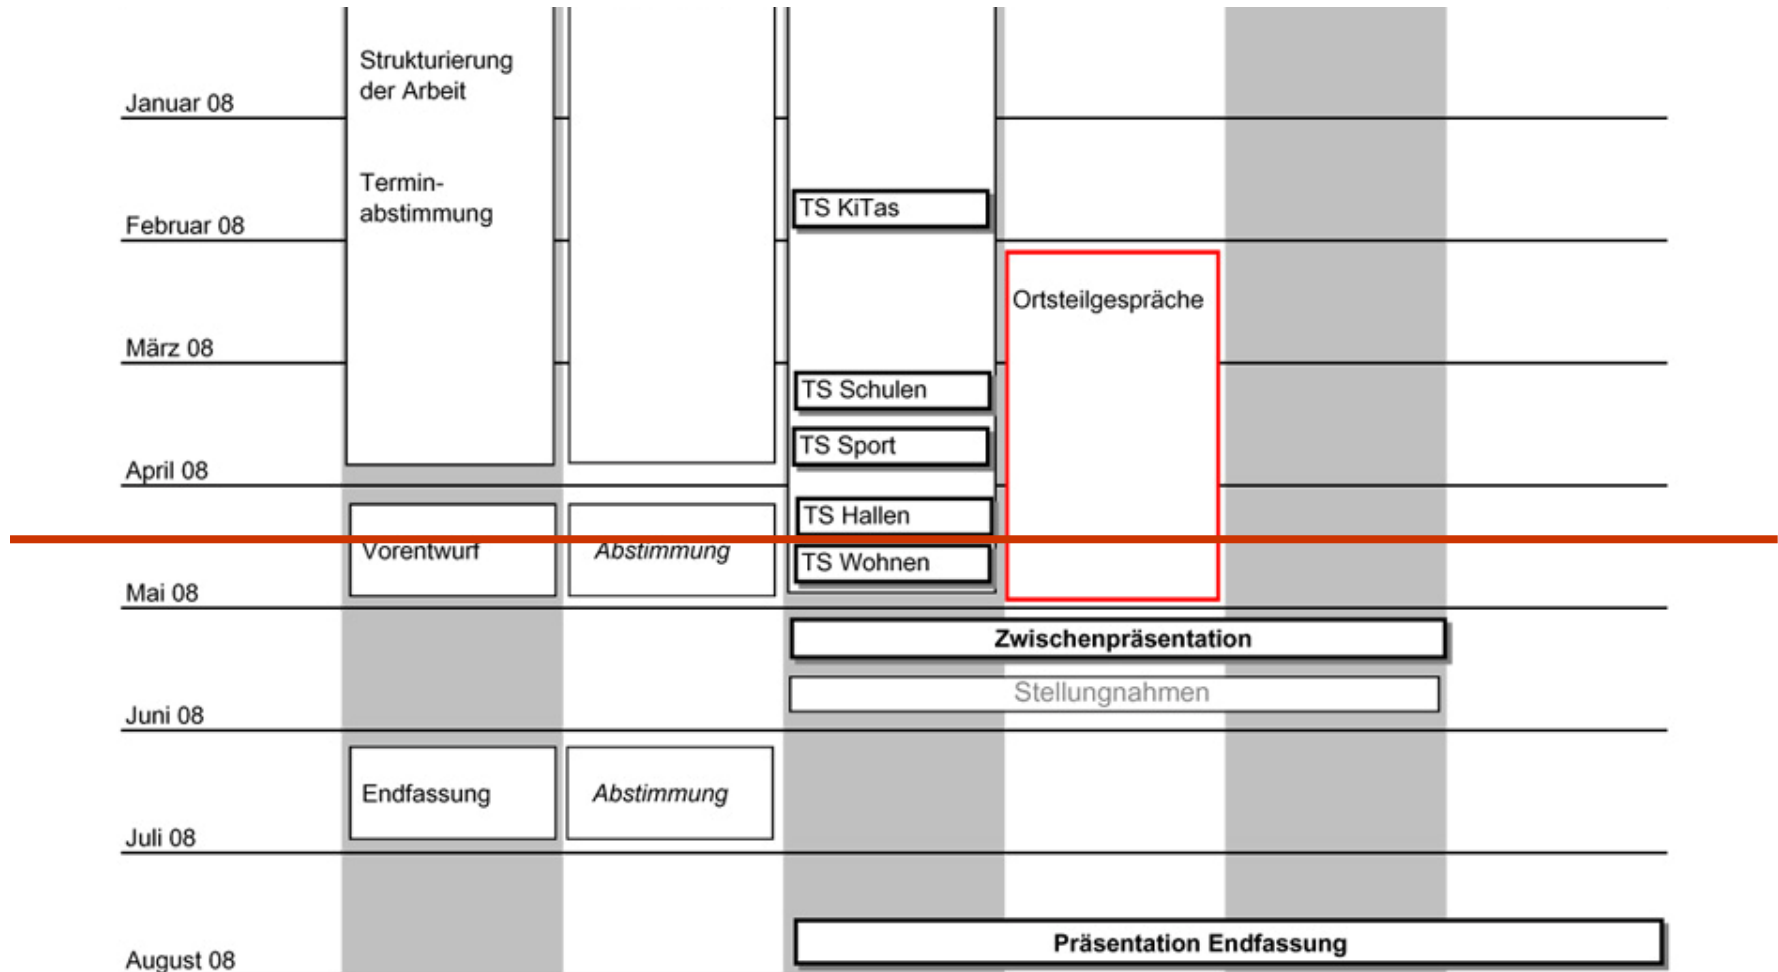 Strukturierung
der Arbeit
Januar 08
Termin-
abstimmung
TS KiTas
Februar 08
Ortsteilgespräche
März 08
TS Schulen
TS Sport
April 08
TS Hallen
Vorentwurf
Abstimmung
TS Wohnen
Mai 08
Zwischenpräsentation
Stellungnahmen
Juni 08
Endfassung
Abstimmung
Juli 08
Präsentation Endfassung
August 08